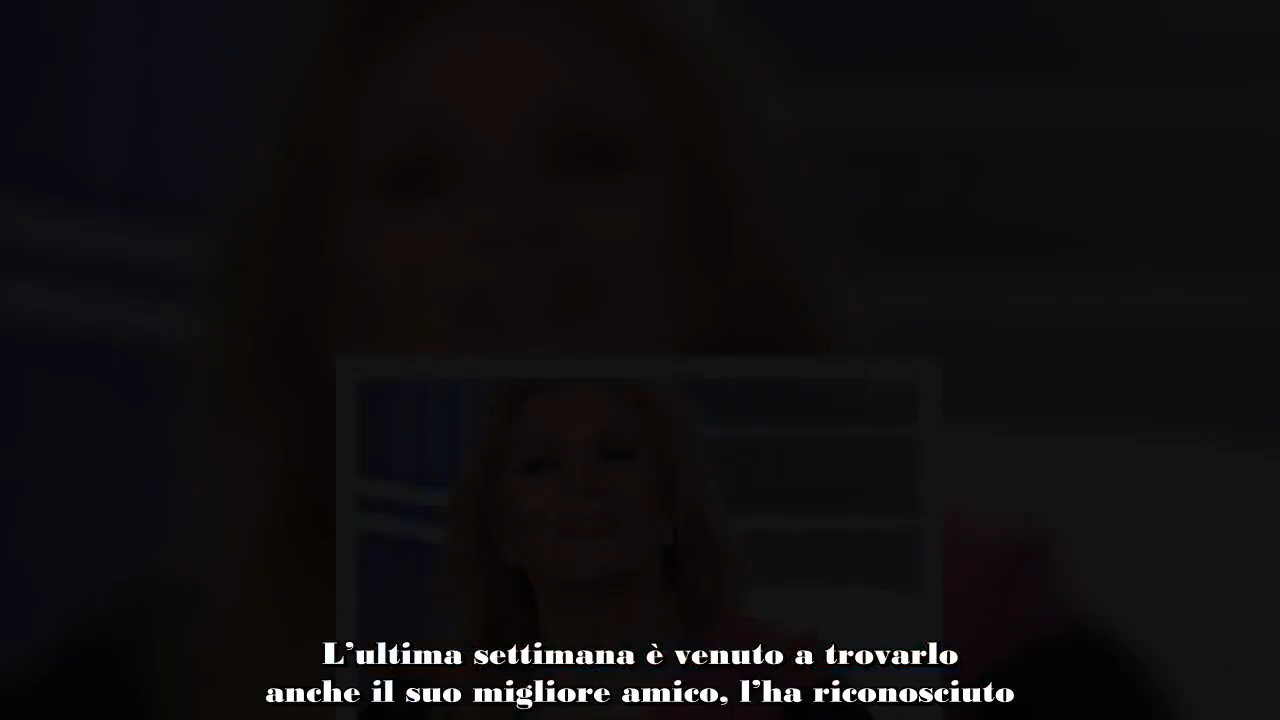 L’ultima settimana è venuto a trovarlo
anche il suo migliore amico, l’ha riconosciuto